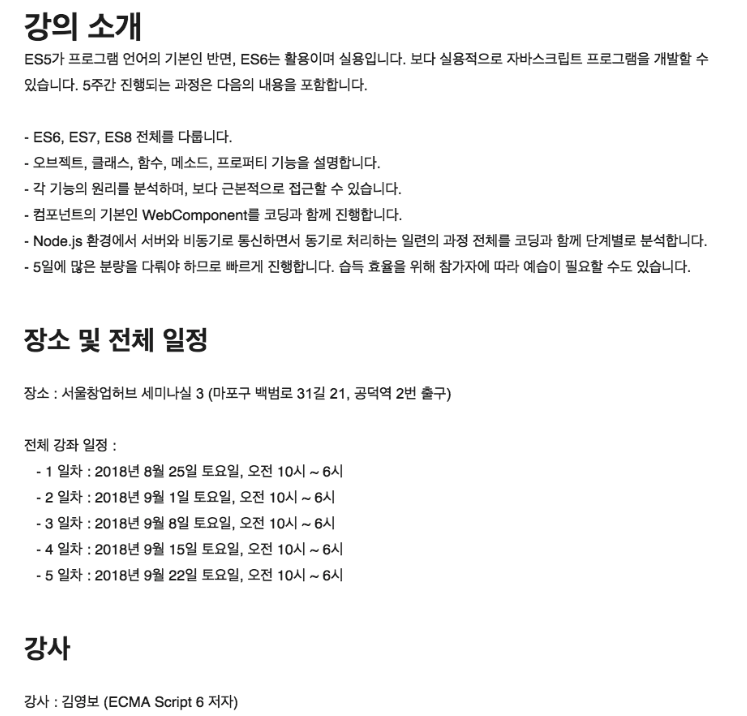 강의 소개
ES5가 프로그램 언어의 기본인 반면, ES6는 활용이며 실용입니다. 보다 실용적으로 자바스크립트 프로그램을 개발할 수
있습니다. 5주간 진행되는 과정은 다음의 내용을 포함합니다.
- ES6, ES7, ES8 전체를 다룹니다.
- 오브젝트, 클래스, 함수, 메소드, 프로퍼티 기능을 설명합니다.
- 각 기능의 원리를 분석하며, 보다 근본적으로 접근할 수 있습니다.
- 컴포넌트의 기본인 WebComponent를 코딩과 함께 진행합니다.
- Node.js 환경에서 서버와 비동기로 통신하면서 동기로 처리하는 일련의 과정 전체를 코딩과 함께 단계별로 분석합니다.
- 5일에 많은 분량을 다뤄야 하므로 빠르게 진행합니다. 습득 효율을 위해 참가자에 따라 예습이 필요할 수도 있습니다.
장소 및 전체 일정
장소 : 서울창업허브 세미나실 3 (마포구 백범로 31길 21, 공덕역 2번 출구)
전체 강좌 일정 :
- 1 일차 : 2018년 8월 25일 토요일, 오전 10시 ~ 6시
- 2 일차 : 2018년 9월 1일 토요일, 오전 10시 ~ 6시
- 3 일차 : 2018년 9월 8일 토요일, 오전 10시 ~ 6시
- 4 일차 : 2018년 9월 15일 토요일, 오전 10시 ~ 6시
- 5 일차 : 2018년 9월 22일 토요일, 오전 10시 ~ 6시
강사
강사 : 김영보 (ECMA Script 6 저자)